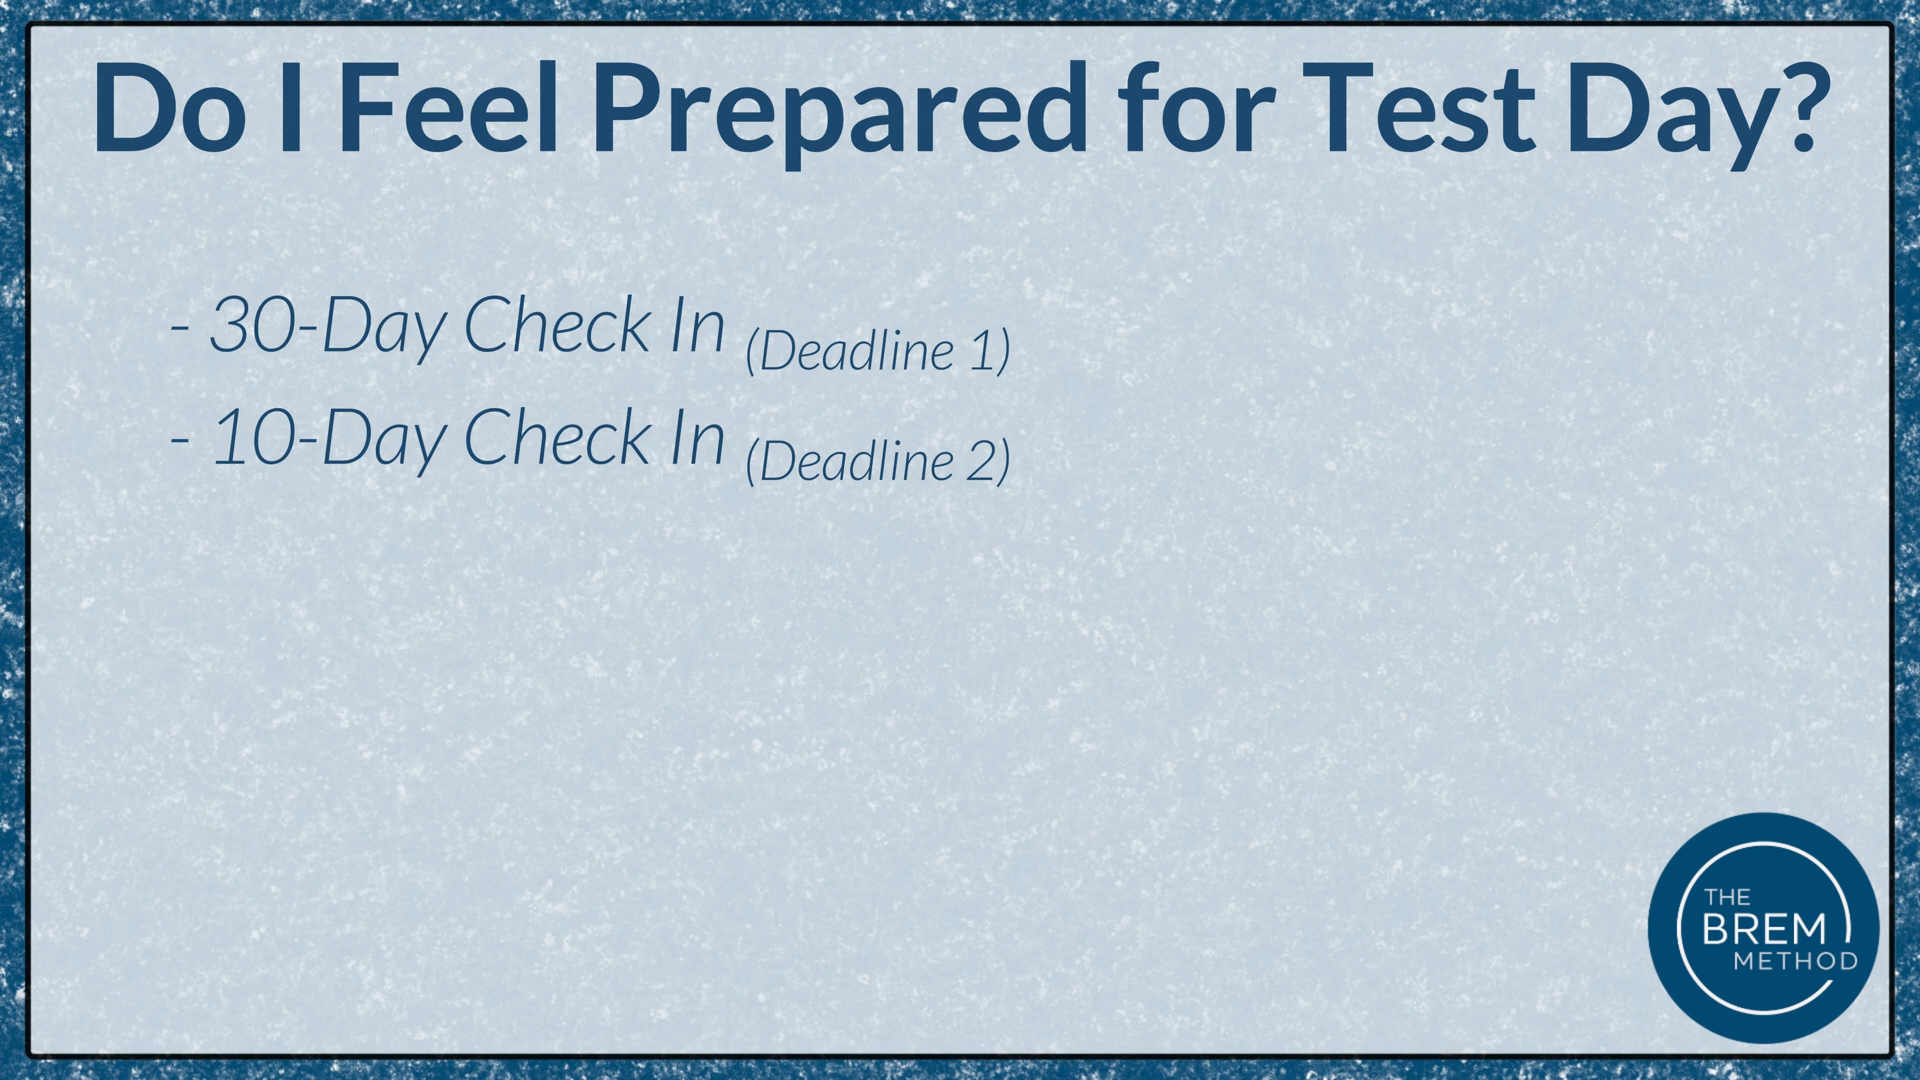 Do I Feel Prepared for Test Day?
- 30-Day Check In (Deadline 1)
- 10-Day Check In (Deadline 2)
THE
BREM
METHOD